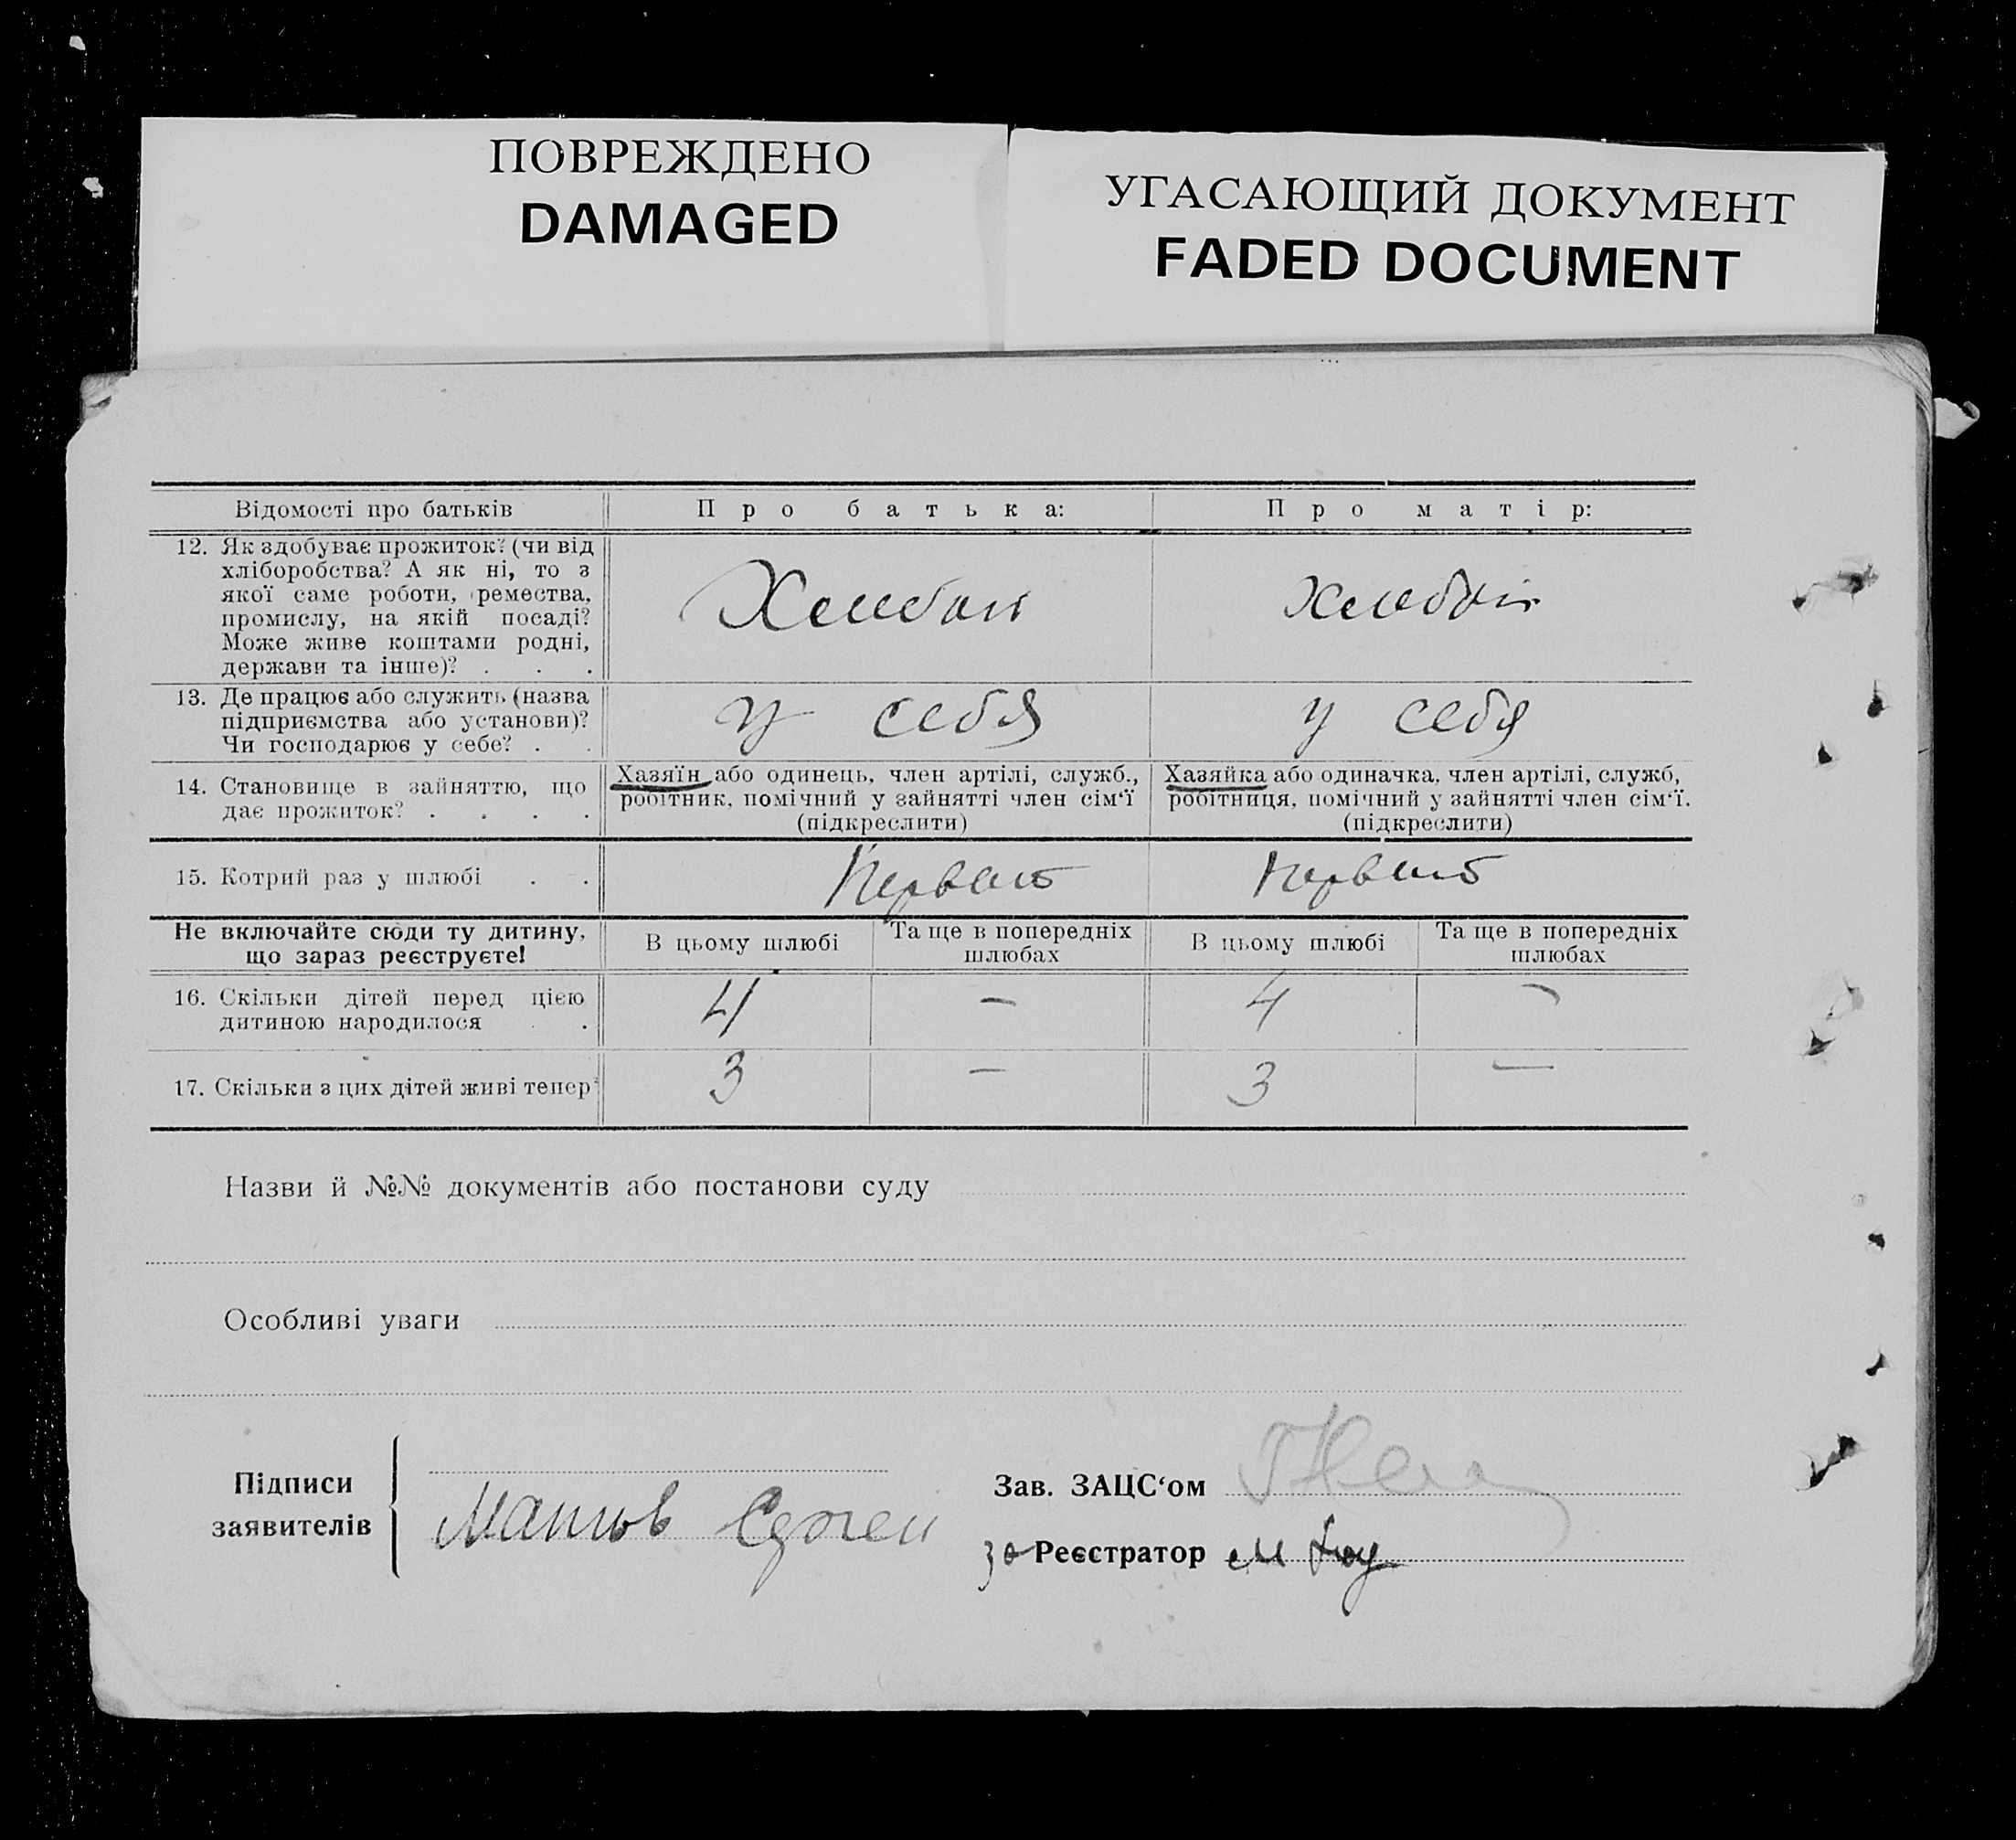 ПОВРЕЖДЕНО
DAMAGED
УГАСАЮЩИЙ ДОКУМЕНТ
FADED DOCUMENT
Відомості про батьків
Про батька:
Про матір:
12. Як здобуває прожиток? (чи від
хліборобства? А як ні, то з
якої саме роботи, ремества,
промислу, на якій посаді?
Може живе коштами родні,
держави та інше)? . . .
13. Де працює або служить (назва
підприємства або установи)?
Чи господарює у себе? . .
у себя
у себя
14. Становище в зайняттю, що
дає прожиток? . . . .
Хазяїн або одинець, член артілі, служб.,
робітник, помічний у зайнятті член сім‘ї
(підкреслити)
Хазяйка або одиначка, член артілі, служб,
робітниця, помічний у зайнятті член сім‘ї.
(підкреслити)
15. Котрий раз у шлюбі . .
Не включайте сюди ту дитину,
що зараз реєструєте!
В цьому шлюбі
Та ще в попередніх
шлюбах
В цьому шлюбі
Та ще в попередніх
шлюбах
16. Скільки дітей перед цією
дитиною народилося . .
4 — 4 —
17. Скільки з цих дітей живі тепер?
3 — 3 —
Назви й №№ документів або постанови суду
Особливі уваги
Підписи
заявителів
Зав. ЗАЦС‘ом
за Реєстратор